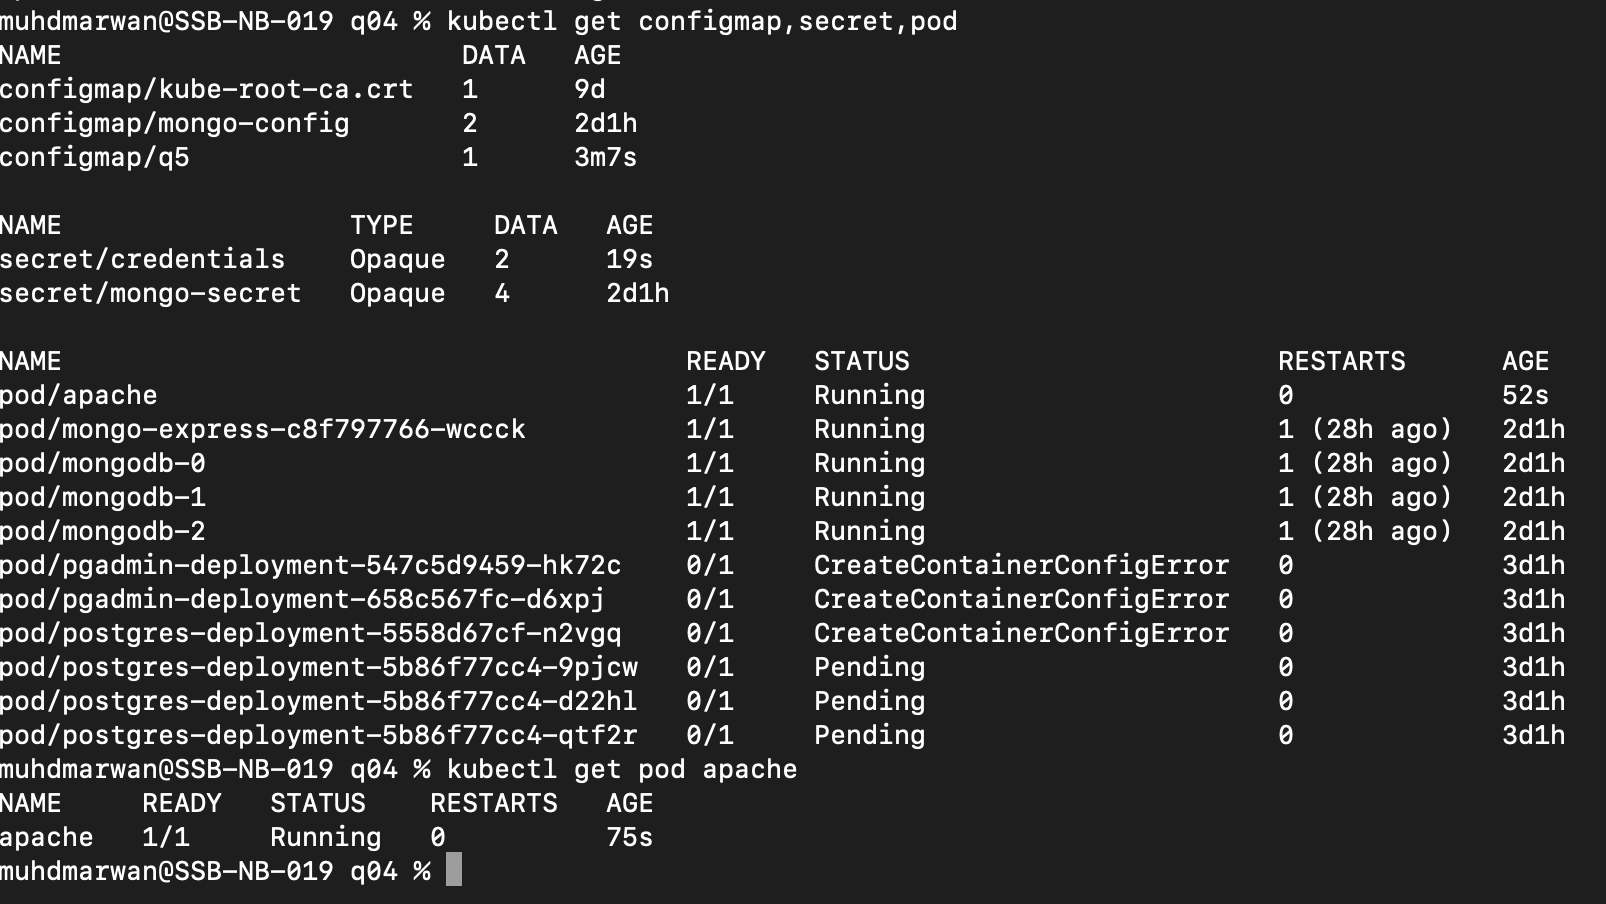 muhdmarwan@SSB-NB-019 q04 % kubectl get configmap,secret,pod
NAME DATA AGE
configmap/kube-root-ca.crt 1 9d
configmap/mongo-config 2 2d1h
configmap/q5 1 3m7s
NAME TYPE DATA AGE
secret/credentials Opaque 2 19s
secret/mongo-secret Opaque 4 2d1h
NAME READY STATUS RESTARTS AGE
pod/apache 1/1 Running 0 52s
pod/mongo-express-c8f797766-wccck 1/1 Running 1 (28h ago) 2d1h
pod/mongodb-0 1/1 Running 1 (28h ago) 2d1h
pod/mongodb-1 1/1 Running 1 (28h ago) 2d1h
pod/mongodb-2 1/1 Running 1 (28h ago) 2d1h
pod/pgadmin-deployment-547c5d9459-hk72c 0/1 CreateContainerConfigError 0 3d1h
pod/pgadmin-deployment-658c567fc-d6xpj 0/1 CreateContainerConfigError 0 3d1h
pod/postgres-deployment-5558d67cf-n2vgq 0/1 CreateContainerConfigError 0 3d1h
pod/postgres-deployment-5b86f77cc4-9pjcw 0/1 Pending 0 3d1h
pod/postgres-deployment-5b86f77cc4-d22hl 0/1 Pending 0 3d1h
pod/postgres-deployment-5b86f77cc4-qtf2r 0/1 Pending 0 3d1h
muhdmarwan@SSB-NB-019 q04 % kubectl get pod apache
NAME READY STATUS RESTARTS AGE
apache 1/1 Running 0 75s
muhdmarwan@SSB-NB-019 q04 %